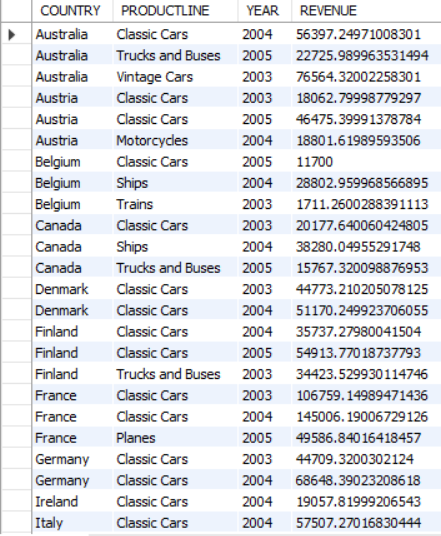 COUNTRY PRODUCTLINE YEAR REVENUE
Australia Classic Cars 2004 56397.24971008301
Australia Trucks and Buses 2005 22725.989963531494
Australia Vintage Cars 2003 76564.32002258301
Austria Classic Cars 2003 18062.79998779297
Austria Classic Cars 2005 46475.39991378784
Austria Motorcycles 2004 18801.61989593506
Belgium Classic Cars 2005 11700
Belgium Ships 2004 28802.959968566895
Belgium Trains 2003 1711.2600288391113
Canada Classic Cars 2003 20177.640060424805
Canada Ships 2004 38280.04955291748
Canada Trucks and Buses 2005 15767.320098876953
Denmark Classic Cars 2003 44773.210205078125
Denmark Classic Cars 2004 51170.249923706055
Finland Classic Cars 2004 35737.27980041504
Finland Classic Cars 2005 54913.77018737793
Finland Trucks and Buses 2003 34423.529930114746
France Classic Cars 2003 106759.14989471436
France Classic Cars 2004 145006.19006729126
France Planes 2005 49586.84016418457
Germany Classic Cars 2003 44709.3200302124
Germany Classic Cars 2004 68648.39023208618
Ireland Classic Cars 2004 19057.81999206543
Italy Classic Cars 2004 57507.27016830444